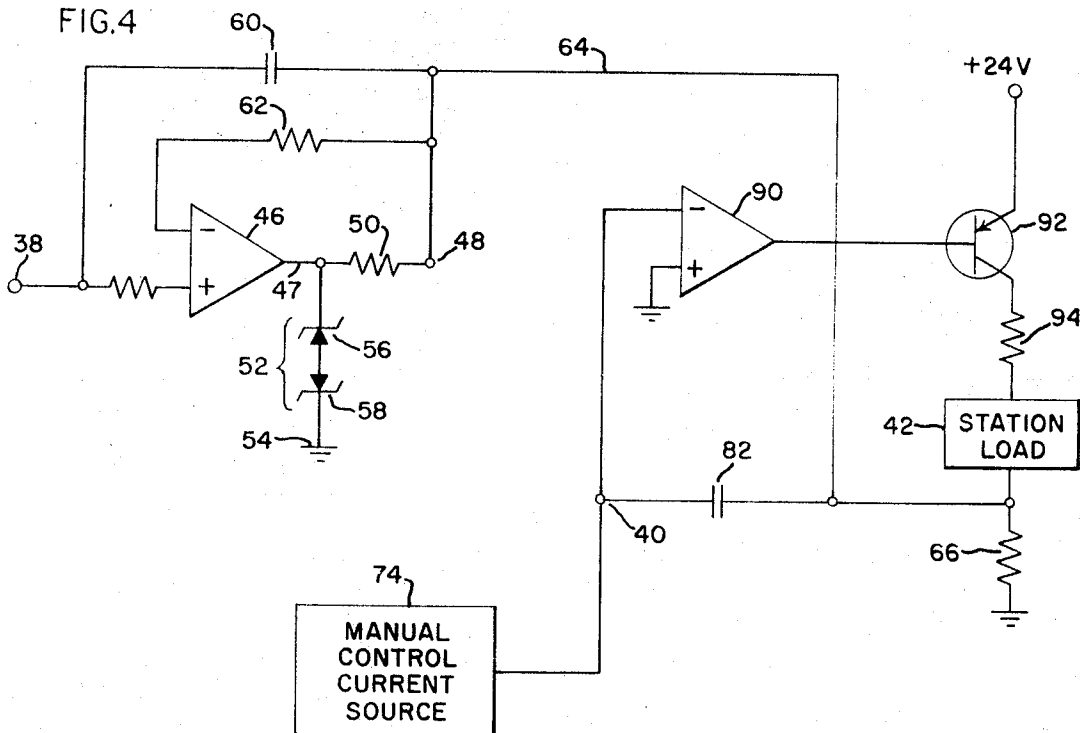 FIG.4
60
64
+24V
62
90
46
50
92
38
48
47
94
56
52
58
42
STATION
LOAD
54
82
40
66
74
MANUAL
CONTROL
CURRENT
SOURCE